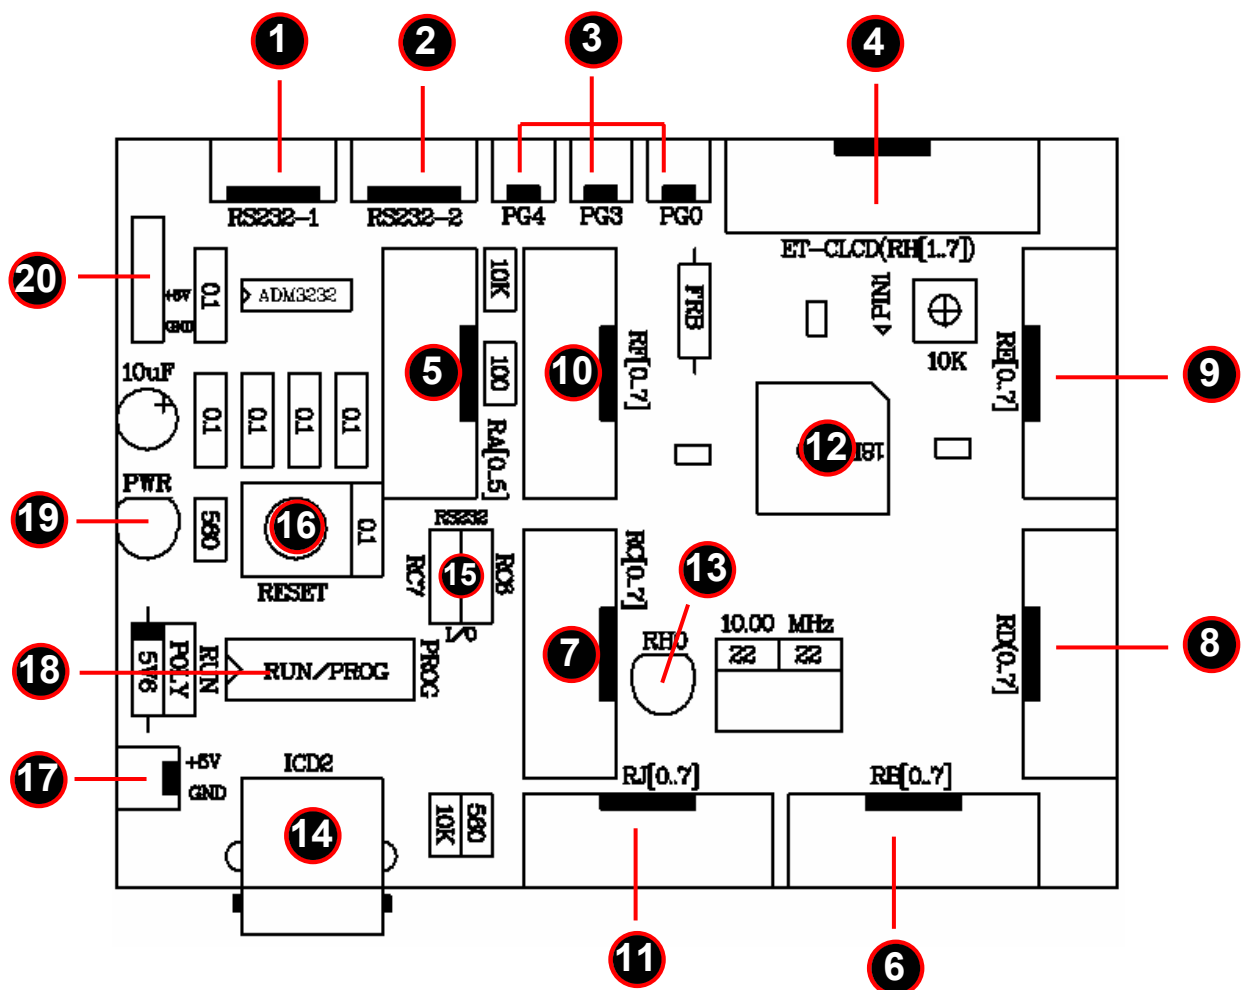 1
2
3
4
RS232-1
RS232-2
PG4
PG3
PG0
ET-CLCD(RH[1..7])
20
+5V
GND
0.1
ADM3232
10K
100
5
RA[0..5]
10
RF[0..7]
FRB
PIN1
10K
RE[0..7]
9
10uF
+
0.1
0.1
0.1
0.1
12
PWR
19
560
16
0.1
RESET
RS232
RC7
15
RC6
I/O
RC[0..7]
7
13
RH0
10.00 MHz
22
22
RD[0..7]
8
18
5V6
POLY
RUN
RUN/PROG
PROG
17
+5V
GND
ICD2
14
10K
560
RJ[0..7]
RB[0..7]
11
6